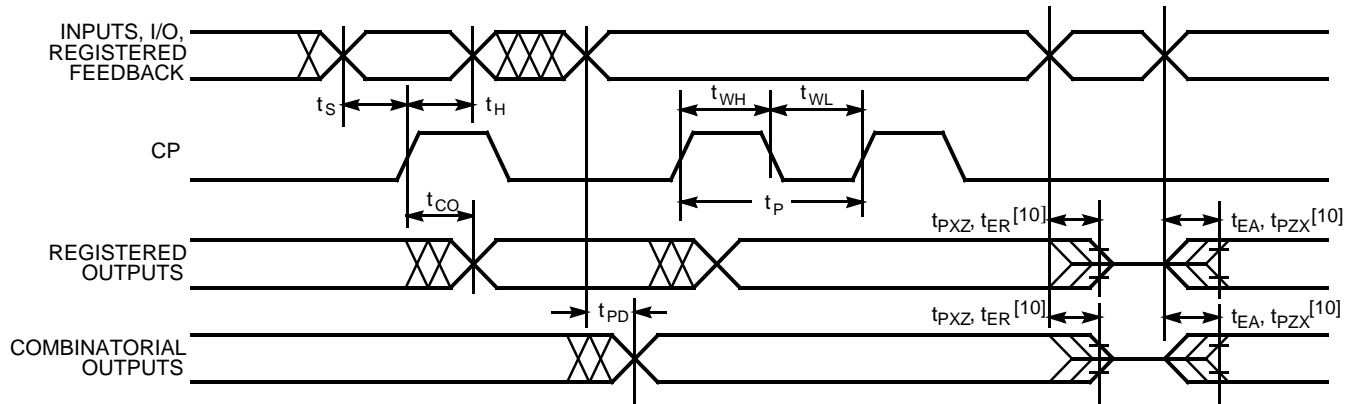 INPUTS, I/O,
REGISTERED
FEEDBACK
tS
tH
tWH
tWL
CP
tCO
tP
tPXZ, tER[10]
tEA, tPZX[10]
REGISTERED
OUTPUTS
tPD
tPXZ, tER[10]
tEA, tPZX[10]
COMBINATORIAL
OUTPUTS